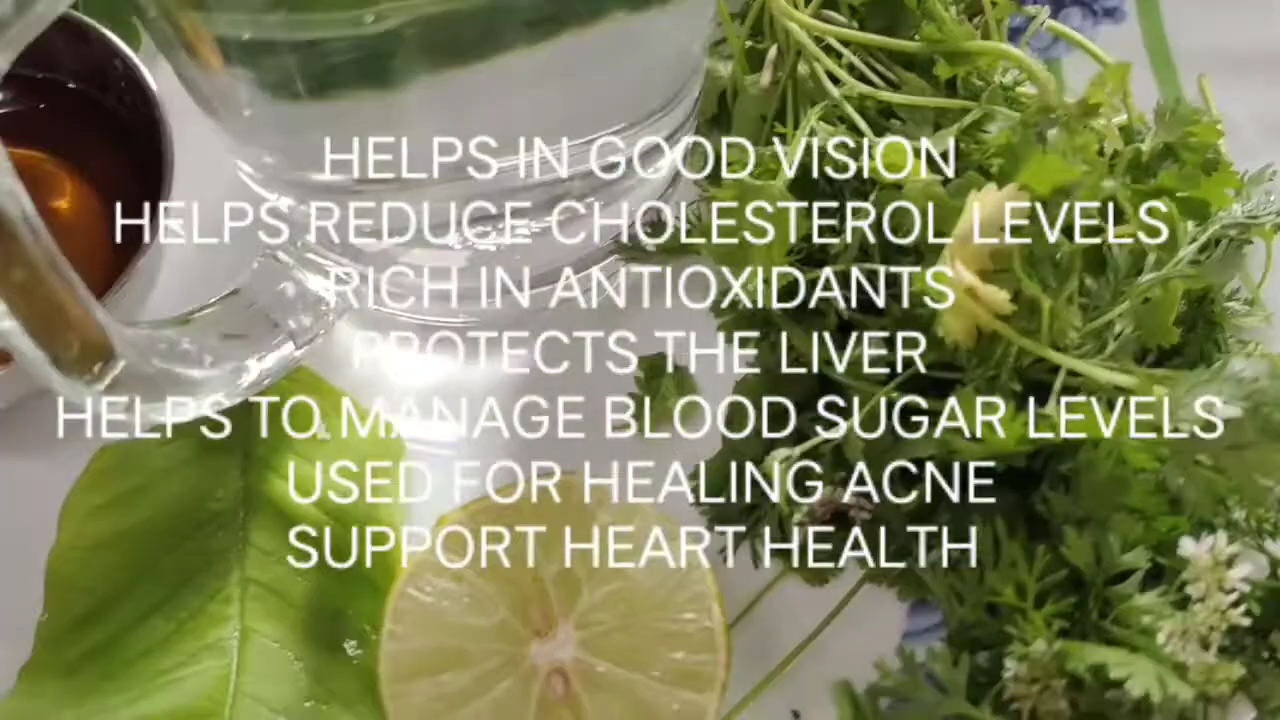 HELPS IN GOOD VISION
HELPS REDUCE CHOLESTEROL LEVELS
RICH IN ANTIOXIDANTS
PROTECTS THE LIVER
HELPS TO MANAGE BLOOD SUGAR LEVELS
USED FOR HEALING ACNE
SUPPORT HEART HEALTH